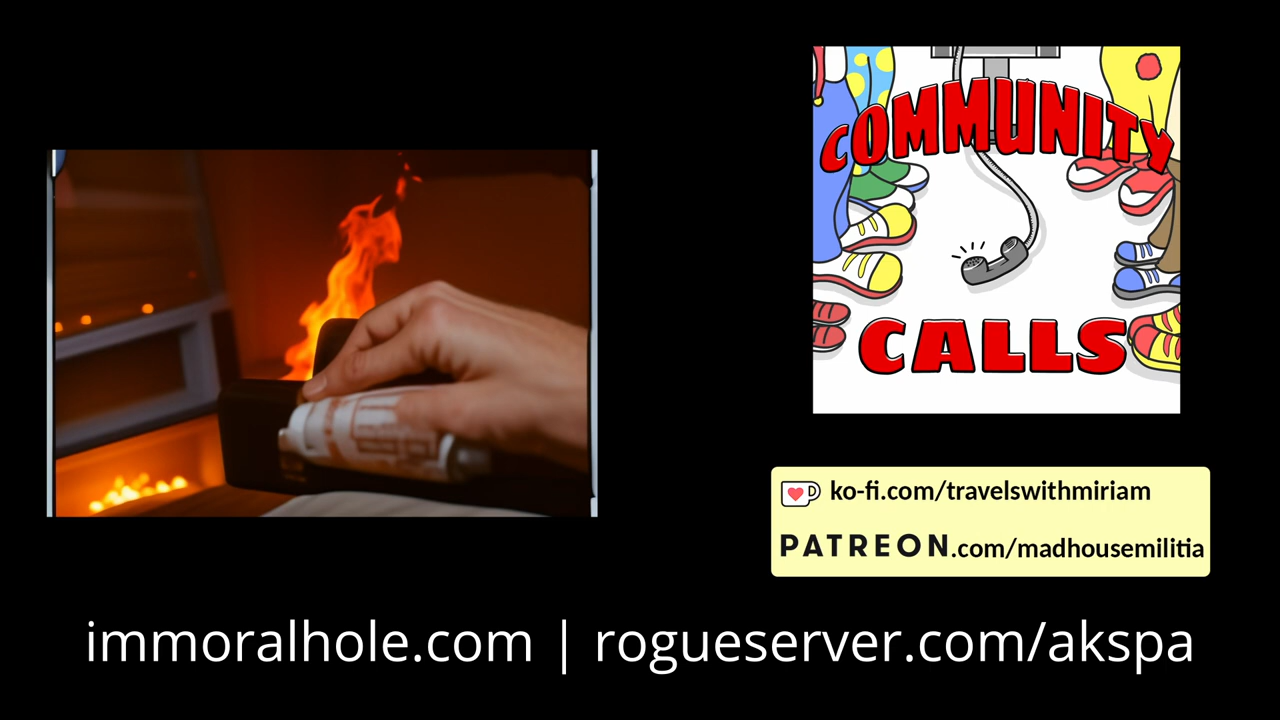 COMMUNITY
CALLS
ko-fi.com/travelswithmiriam
PATREON.com/madhousemilitia
immoralhole.com | rogueserver.com/akspa